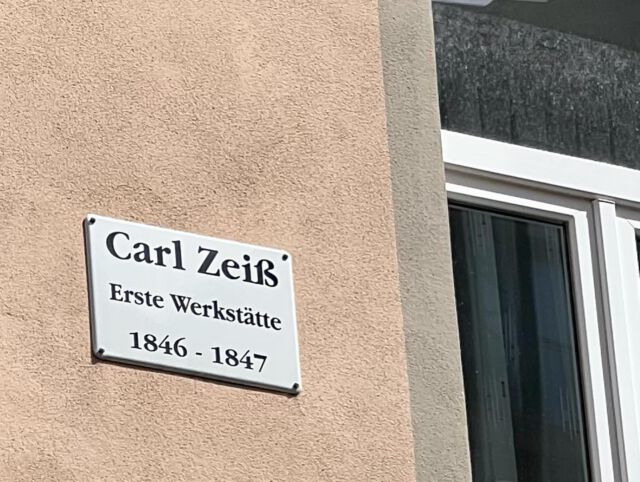 Carl Zeiß
Erste Werkstätte
1846 - 1847